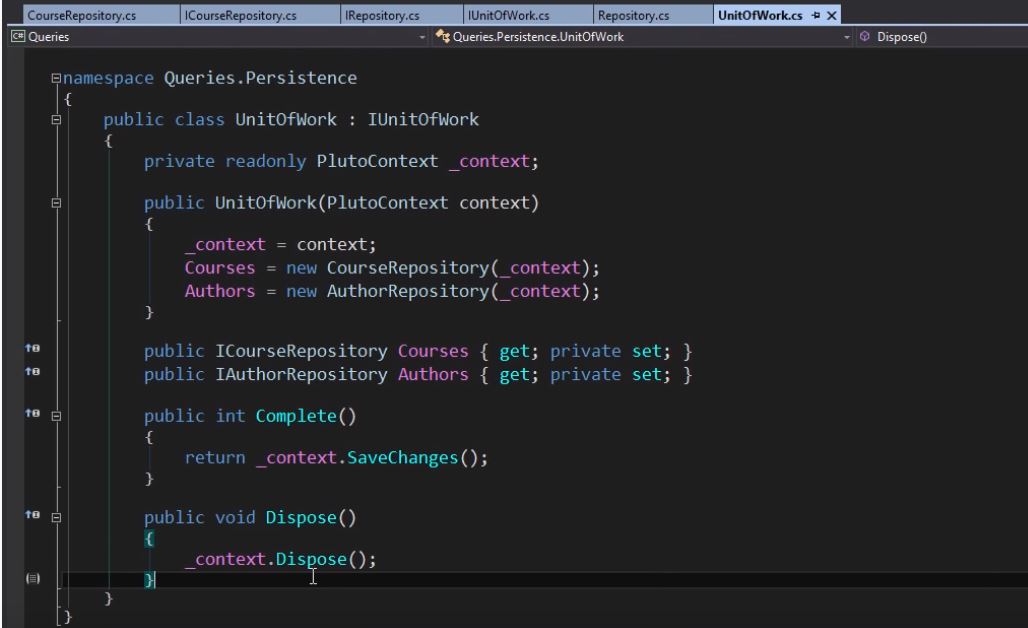 CourseRepository.cs ICourseRepository.cs IRepository.cs IUnitOfWork.cs Repository.cs UnitOfWork.cs
C# Queries Queries.Persistence.UnitOfWork Dispose()
namespace Queries.Persistence
{
public class UnitOfWork : IUnitOfWork
{
private readonly PlutoContext _context;
public UnitOfWork(PlutoContext context)
{
_context = context;
Courses = new CourseRepository(_context);
Authors = new AuthorRepository(_context);
}
public ICourseRepository Courses { get; private set; }
public IAuthorRepository Authors { get; private set; }
public int Complete()
{
return _context.SaveChanges();
}
public void Dispose()
{
_context.Dispose();
}
}
}